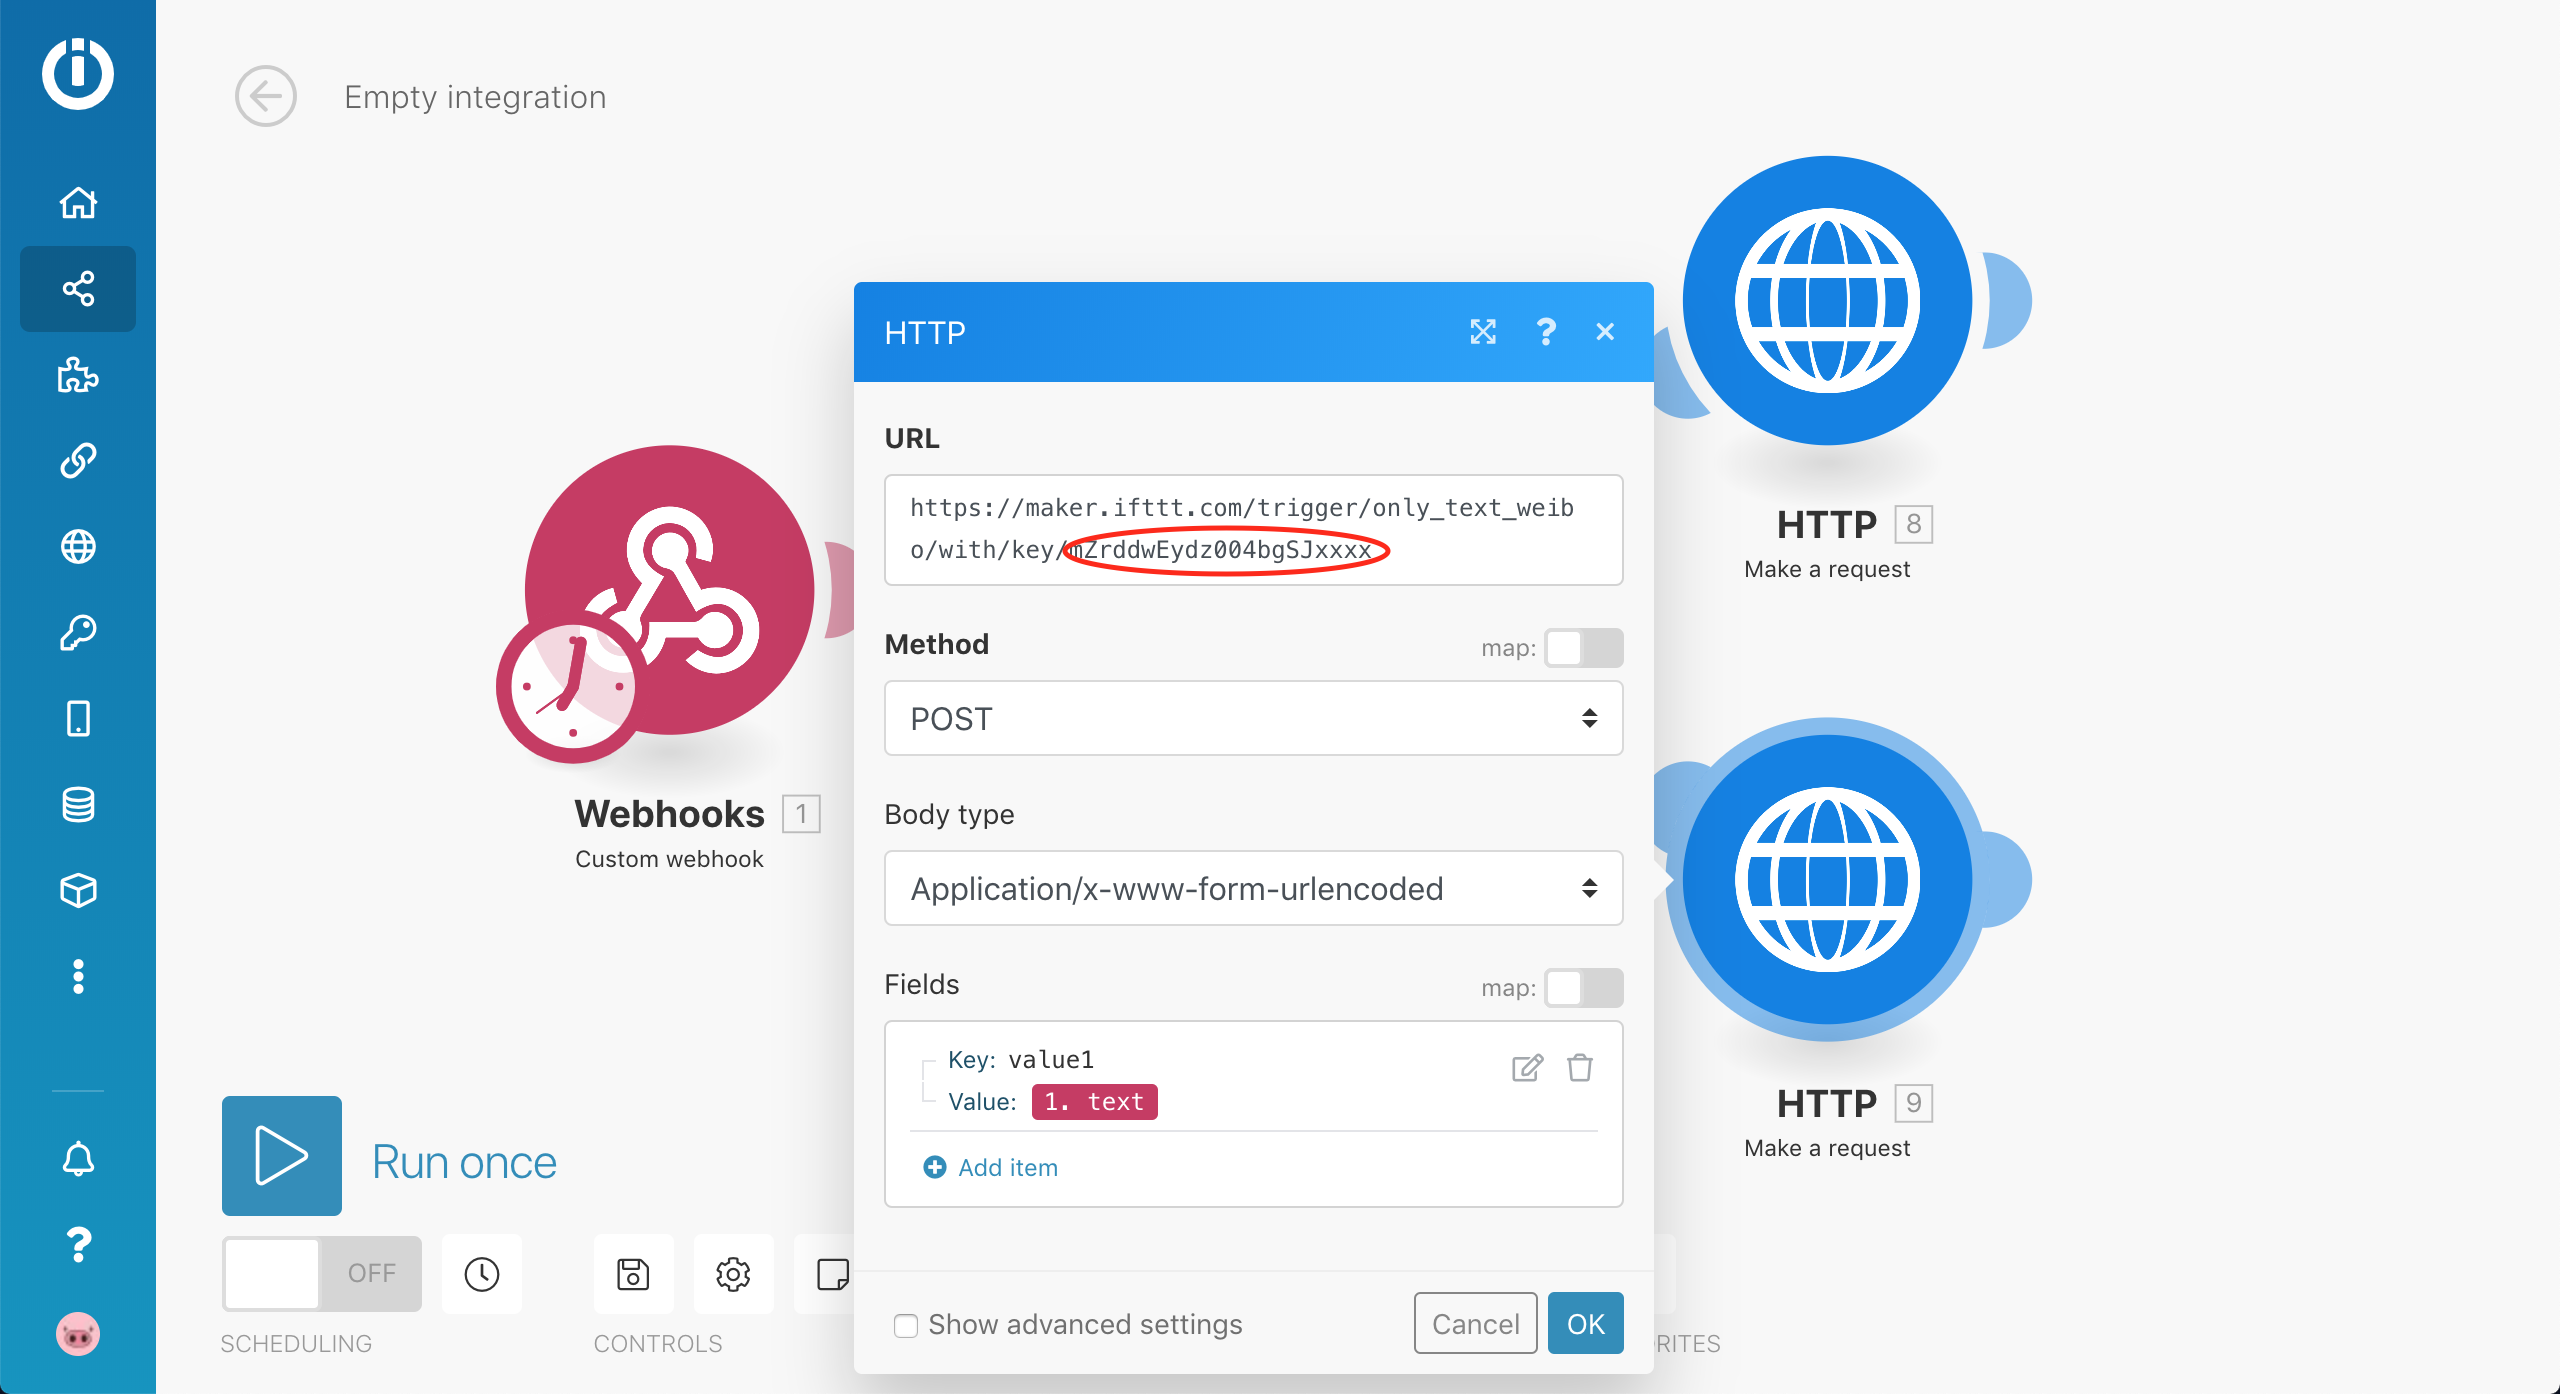 Empty integration
HTTP
URL
https://maker.ifttt.com/trigger/only_text_weib
o/with/key/mZrddwEydz004bgSJxxxx
Method
map:
POST
Body type
Application/x-www-form-urlencoded
Fields
map:
Key: value1
Value: 1. text
Add item
Show advanced settings
Cancel
OK
Webhooks 1
Custom webhook
HTTP 8
Make a request
HTTP 9
Make a request
Run once
OFF
SCHEDULING
CONTROLS
RITES